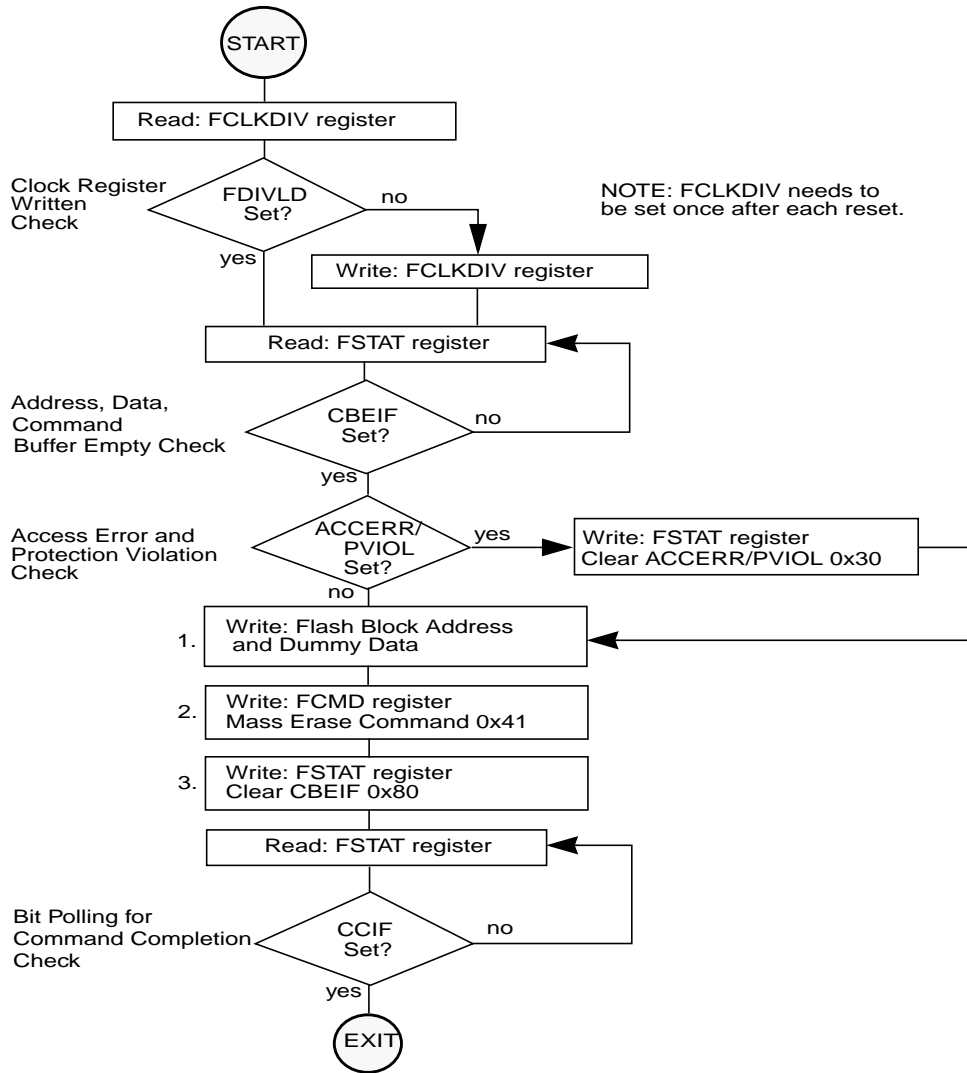 START
Read: FCLKDIV register
Clock Register
Written
Check
FDIVLD
Set?
no
NOTE: FCLKDIV needs to
be set once after each reset.
yes
Write: FCLKDIV register
Read: FSTAT register
Address, Data,
Command
Buffer Empty Check
CBEIF
Set?
no
yes
Access Error and
Protection Violation
Check
ACCERR/
PVIOL
Set?
yes
Write: FSTAT register
Clear ACCERR/PVIOL 0x30
no
1.
Write: Flash Block Address
and Dummy Data
2.
Write: FCMD register
Mass Erase Command 0x41
3.
Write: FSTAT register
Clear CBEIF 0x80
Read: FSTAT register
Bit Polling for
Command Completion
Check
CCIF
Set?
no
yes
EXIT